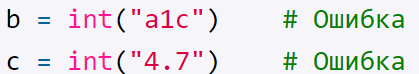 b = int("a1c")    # Ошибка
c = int("4.7")    # Ошибка